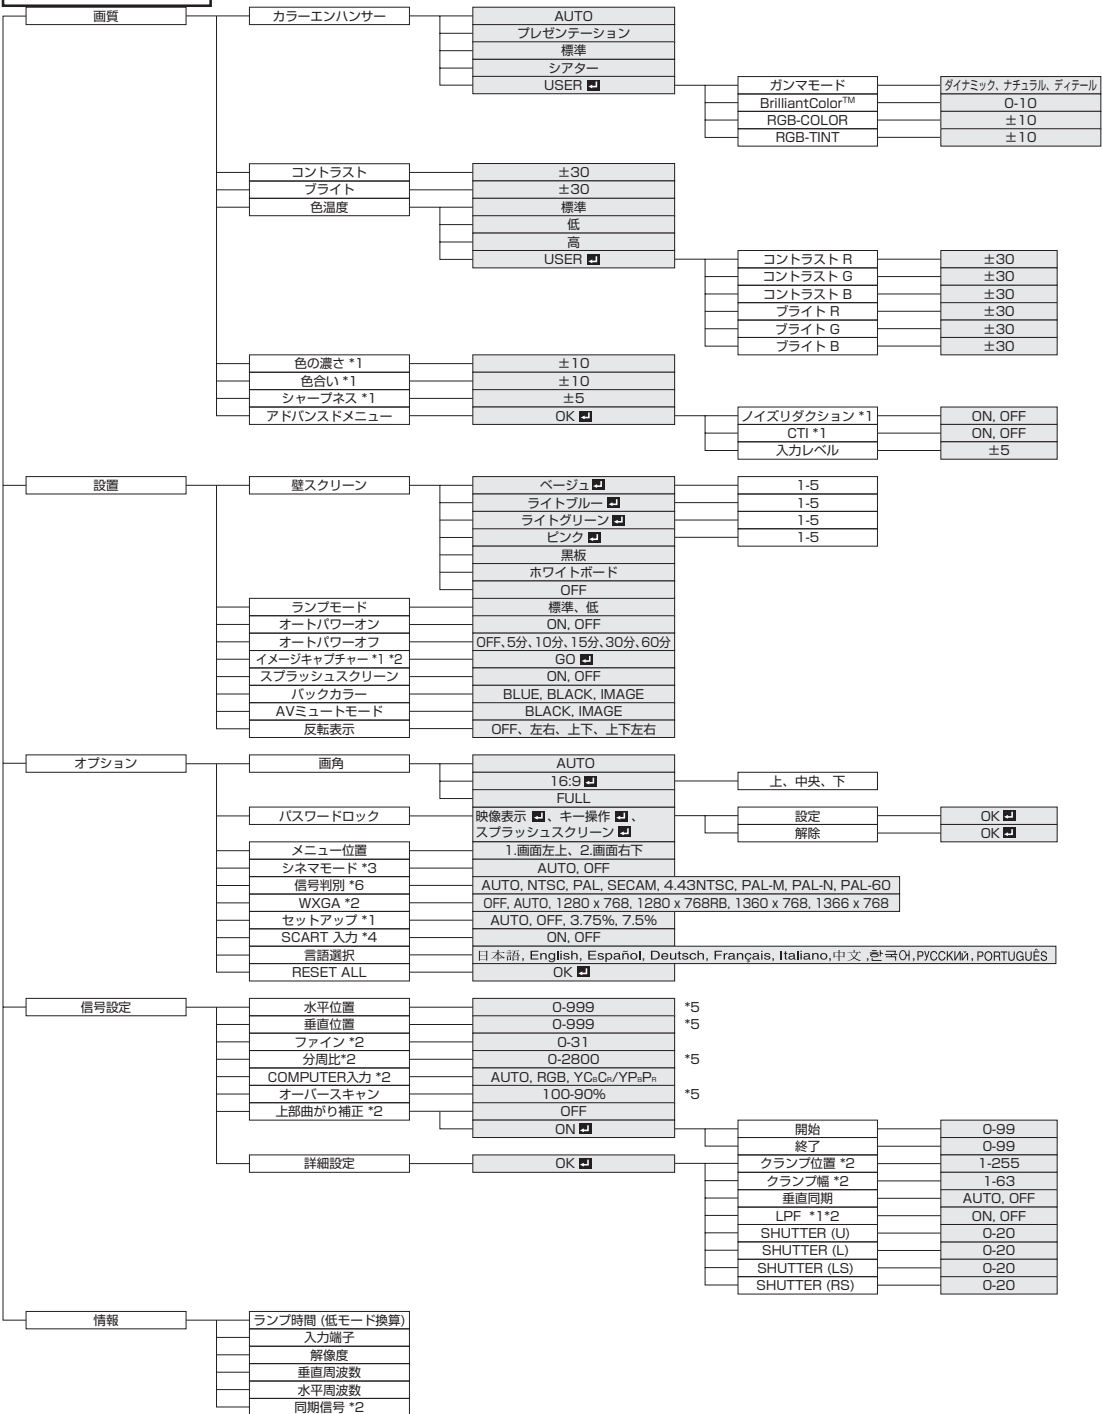 画質 カラーエンハンサー AUTO
プレゼンテーション
標準
シアター
USER ガンマモード ダイナミック、ナチュラル、ディテール
BrilliantColor™ 0-10
RGB-COLOR ±10
RGB-TINT ±10
コントラスト ±30
ブライト ±30
色温度 標準
低
高
USER コントラスト R ±30
コントラスト G ±30
コントラスト B ±30
ブライト R ±30
ブライト G ±30
ブライト B ±30
色の濃さ *1 ±10
色合い *1 ±10
シャープネス *1 ±5
アドバンスドメニュー OK ノイズリダクション *1 ON, OFF
CTI *1 ON, OFF
入力レベル ±5
設置 壁スクリーン ベージュ 1-5
ライトブルー 1-5
ライトグリーン 1-5
ピンク 1-5
黒板
ホワイトボード
OFF
ランプモード 標準、低
オートパワーオン ON, OFF
オートパワーオフ OFF、5分、10分、15分、30分、60分
イメージキャプチャー *1 *2 GO
スプラッシュスクリーン ON, OFF
バックカラー BLUE, BLACK, IMAGE
AVミュートモード BLACK, IMAGE
反転表示 OFF、左右、上下、上下左右
オプション 画角 AUTO
16:9 上、中央、下
FULL
パスワードロック 映像表示 、キー操作 、 設定 OK
スプラッシュスクリーン 解除 OK
メニュー位置 1.画面左上、2.画面右下
シネマモード *3 AUTO, OFF
信号判別 *6 AUTO, NTSC, PAL, SECAM, 4.43NTSC, PAL-M, PAL-N, PAL-60
WXGA *2 OFF, AUTO, 1280 x 768, 1280 x 768RB, 1360 x 768, 1366 x 768
セットアップ *1 AUTO, OFF, 3.75%, 7.5%
SCART 入力 *4 ON, OFF
言語選択 日本語, English, Español, Deutsch, Français, Italiano,中文 ,한국어,РУССКИЙ, PORTUGUÊS
RESET ALL OK
信号設定 水平位置 0-999 *5
垂直位置 0-999 *5
ファイン *2 0-31
分周比*2 0-2800 *5
COMPUTER入力 *2 AUTO, RGB, YCBCR/YPBPR
オーバースキャン 100-90% *5
上部曲がり補正 *2 OFF
ON 開始 0-99
終了 0-99
詳細設定 OK クランプ位置 *2 1-255
クランプ幅 *2 1-63
垂直同期 AUTO, OFF
LPF *1*2 ON, OFF
SHUTTER (U) 0-20
SHUTTER (L) 0-20
SHUTTER (LS) 0-20
SHUTTER (RS) 0-20
情報 ランプ時間 (低モード換算)
入力端子
解像度
垂直周波数
水平周波数
同期信号 *2